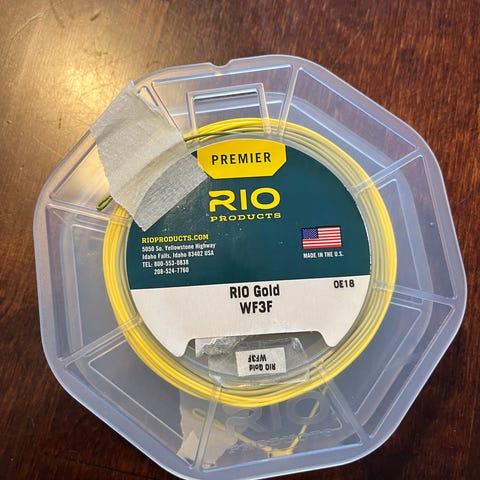 PREMIER
RIO
PRODUCTS
RIOPRODUCTS.COM
5050 So. Yellowstone Highway
Idaho Falls, Idaho 83402 USA
TEL: 800-553-0838
208-524-7760
MADE IN THE U.S.
RIO Gold
WF3F
OE18
RIO Gold
WF3F
RIO